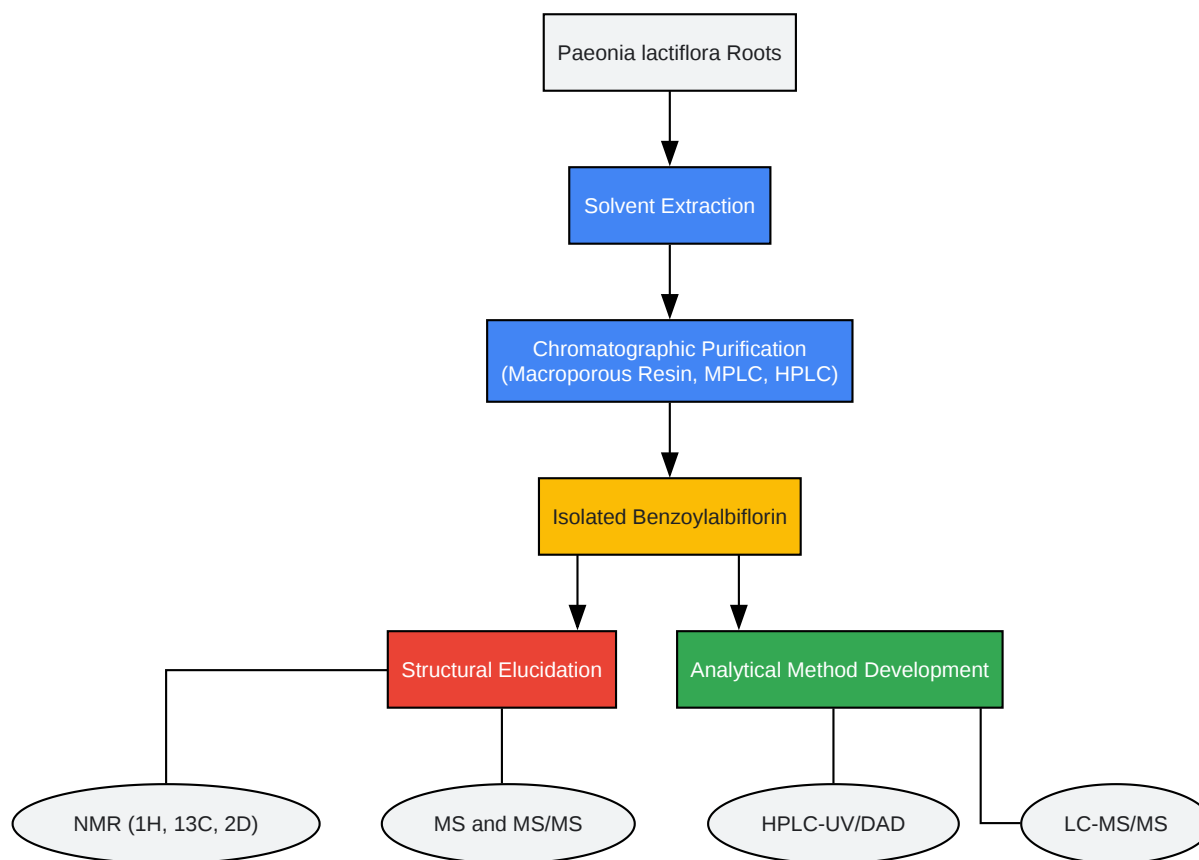 Paeonia lactiflora Roots
Solvent Extraction
Chromatographic Purification
(Macroporous Resin, MPLC, HPLC)
Isolated Benzoylalbiflorin
Structural Elucidation
Analytical Method Development
NMR (1H, 13C, 2D)
MS and MS/MS
HPLC-UV/DAD
LC-MS/MS